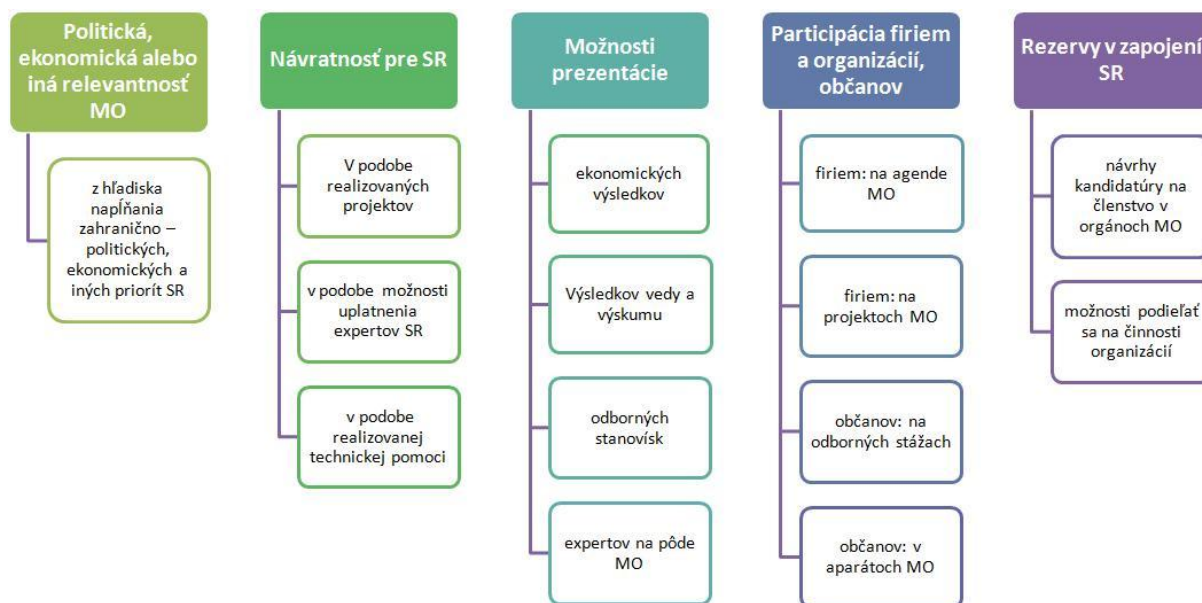 Politická,
ekonomická alebo
iná relevantnosť
MO
z hľadiska
napĺňania
zahranično –
politických,
ekonomických a
iných priorít SR
Návratnosť pre SR
V podobe
realizovaných
projektov
v podobe možnosti
uplatnenia
expertov SR
v podobe
realizovanej
technickej pomoci
Možnosti
prezentácie
ekonomických
výsledkov
Výsledkov vedy a
výskumu
odborných
stanovísk
expertov na pôde
MO
Participácia firiem
a organizácií,
občanov
firiem: na agende
MO
firiem: na
projektoch MO
občanov: na
odborných stážach
občanov: v
aparátoch MO
Rezervy v zapojení
SR
návrhy
kandidatúry na
členstvo v
orgánoch MO
možnosti podieľať
sa na činnosti
organizácií